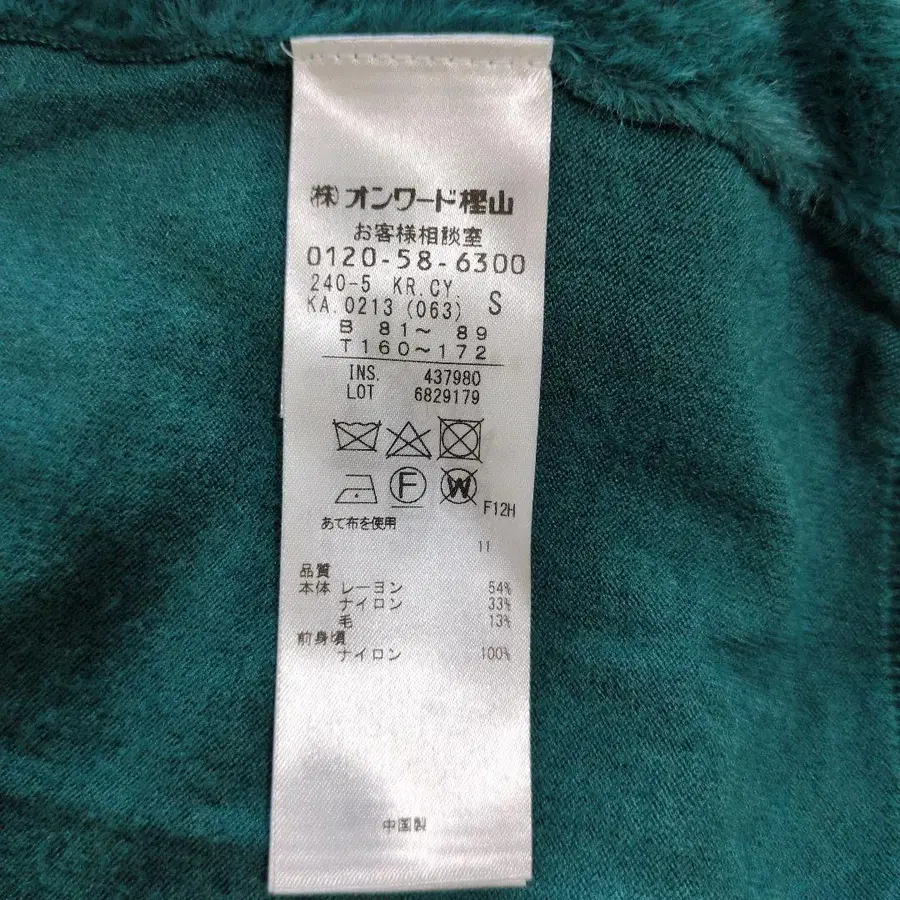 (株)オンワード樫山
お客様相談室
0120-58-6300
240-5 KR.CY.
KA.0213 (063) S
B 81～ 89
T160～172
INS. 437980
LOT 6829179
F W
F12H
あて布を使用
11
品質
本体 レーヨン 54%
ナイロン 33%
毛 13%
前身頃
ナイロン 100%
中国製